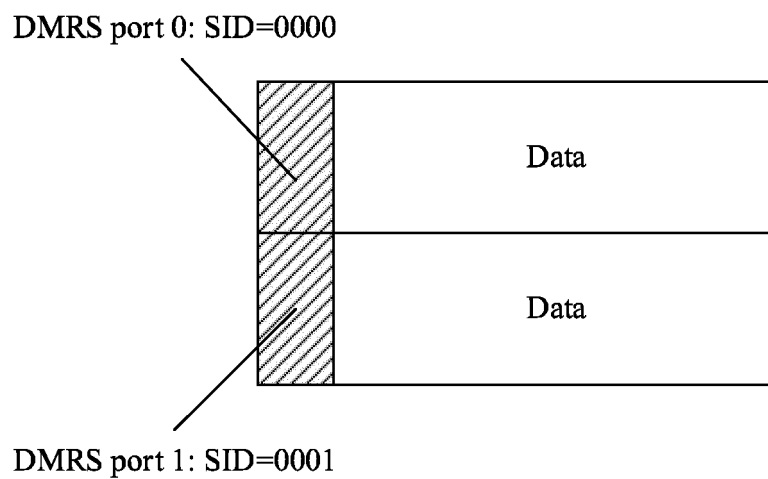 DMRS port 0: SID=0000
Data
Data
DMRS port 1: SID=0001